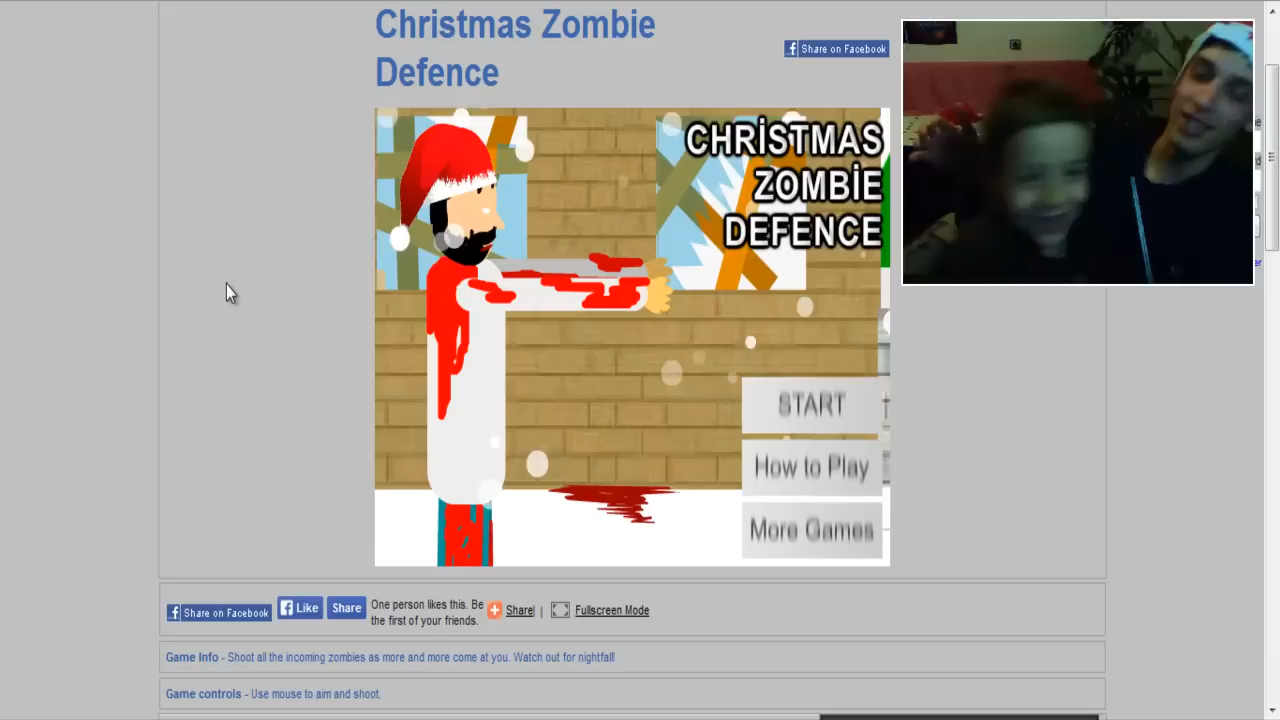 Christmas Zombie
Defence
Share on Facebook
CHRİSTMAS
ZOMBİE
DEFENCE
START
How to Play
More Games
Share on Facebook
Like
Share
One person likes this. Be
the first of your friends.
Share
|
Fullscreen Mode
Game Info - Shoot all the incoming zombies as more and more come at you. Watch out for nightfall!
Game controls - Use mouse to aim and shoot.